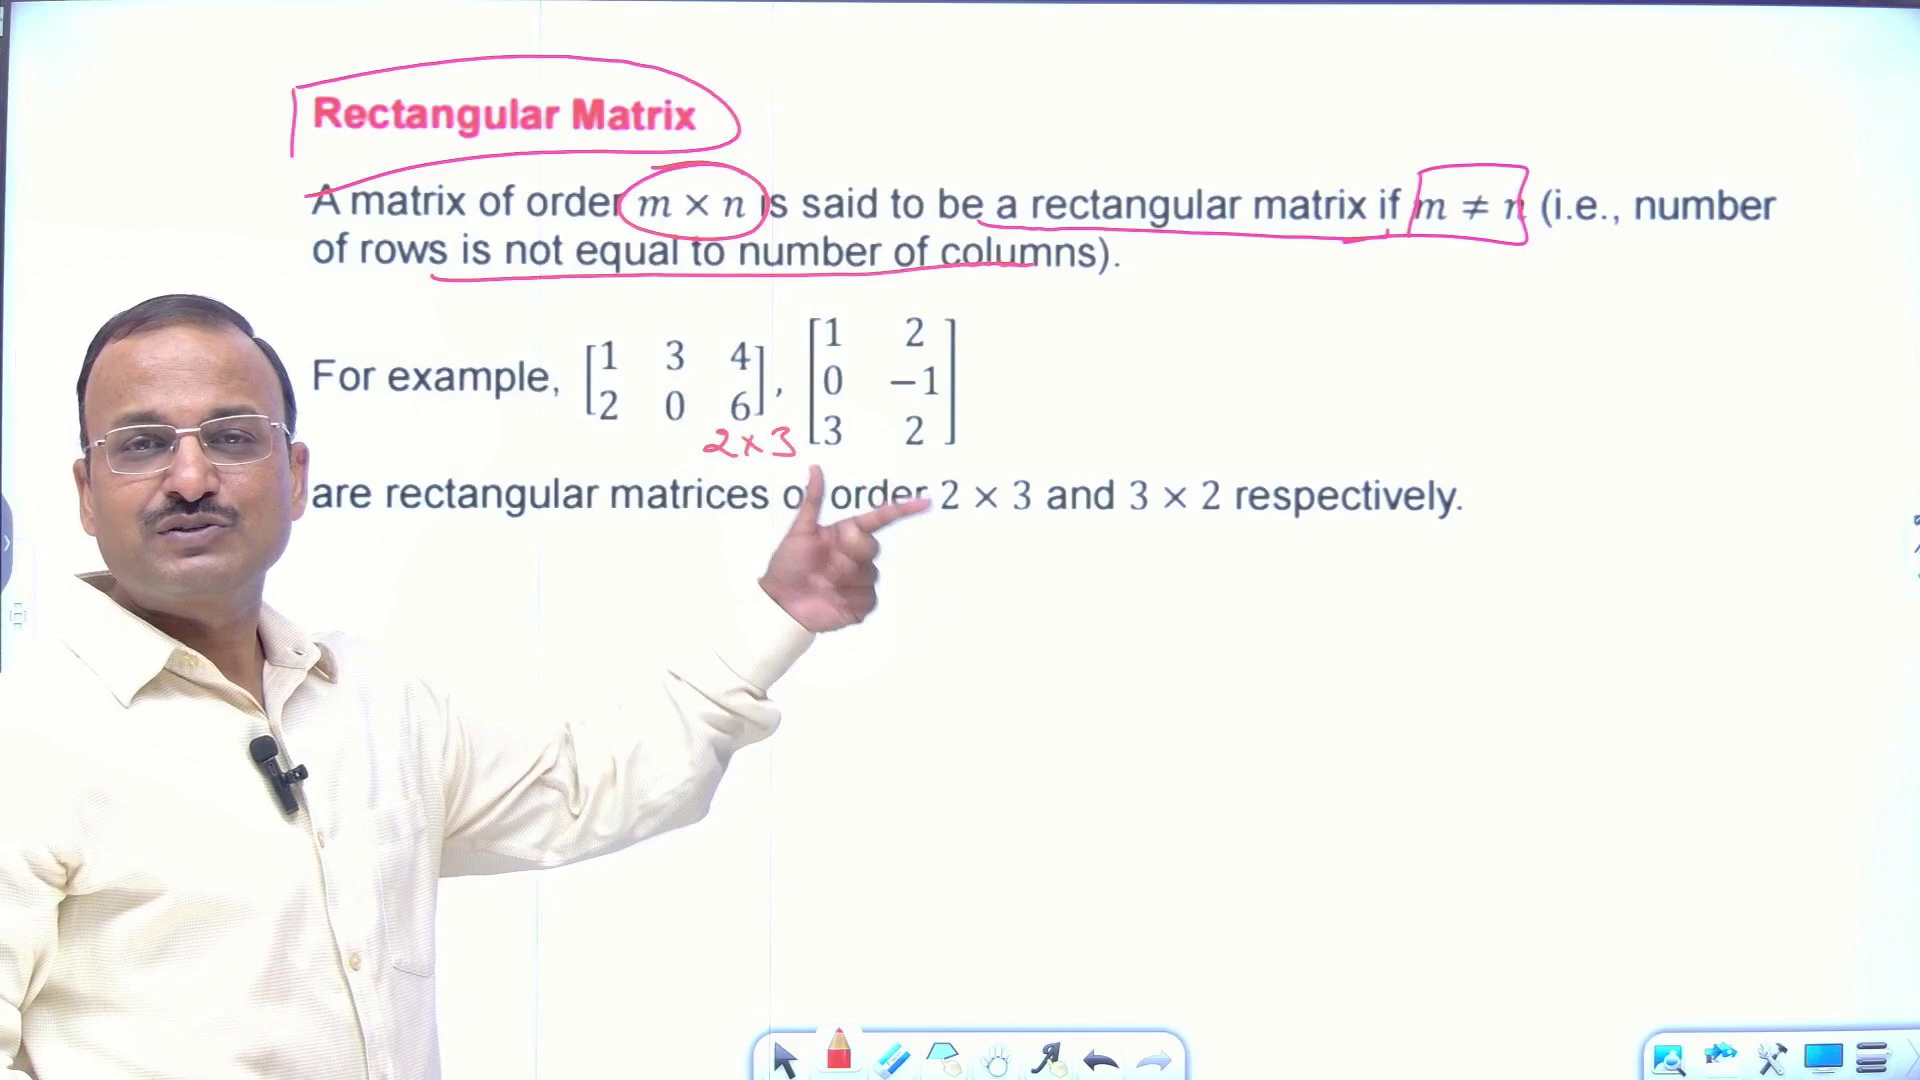 Rectangular Matrix
A matrix of order m × n is said to be a rectangular matrix if m ≠ n (i.e., number
of rows is not equal to number of columns).
For example, [1 3 4
2 0 6], [1 2
0 −1
3 2]
2×3
are rectangular matrices of order 2 × 3 and 3 × 2 respectively.